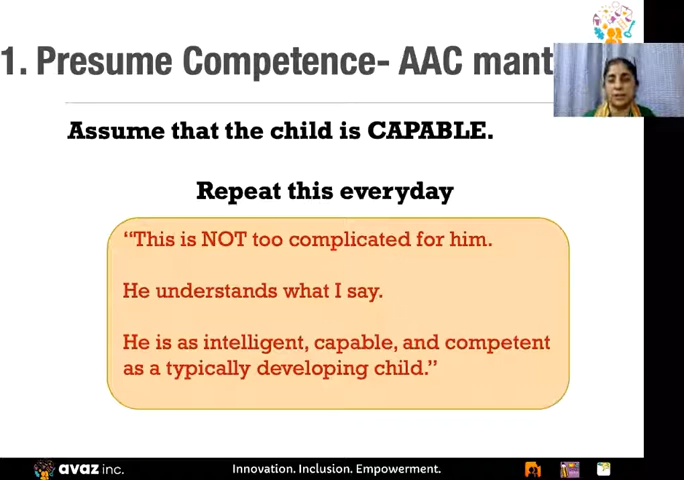 1. Presume Competence- AAC mant
Assume that the child is CAPABLE.
Repeat this everyday
“This is NOT too complicated for him.
He understands what I say.
He is as intelligent, capable, and competent
as a typically developing child.”
avaz inc.
Innovation. Inclusion. Empowerment.